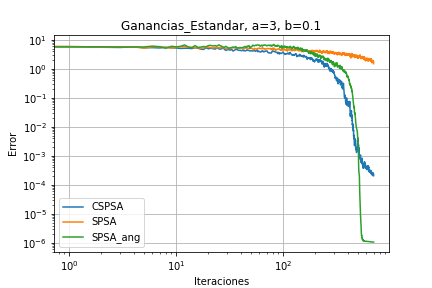 Ganancias_Estandar, a=3, b=0.1
10¹
10⁰
10⁻¹
10⁻²
10⁻³
10⁻⁴
10⁻⁵
10⁻⁶
Error
CSPSA
SPSA
SPSA_ang
10⁰ 10¹ 10²
Iteraciones